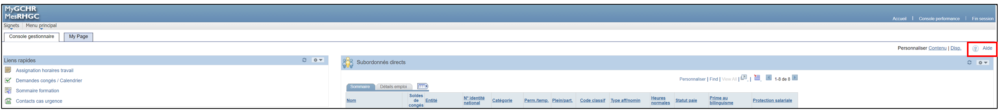 MyGCHR
MesRHGC
Accueil | Console performance | Fin session
Signets Menu principal
Console gestionnaire My Page
Personnaliser Contenu | Disp. ? Aide
Liens rapides
Subordonnés directs
Assignation horaires travail
Demandes congés / Calendrier
Sommaire formation
Contacts cas urgence
Personnaliser | Find | View All | | 1-8 de 8
Sommaire Détails emploi
Nom
Soldes de congés
Entité
Nº identité national
Catégorie
Perm./temp.
Plein/part.
Code classif
Type aff/nomin
Heures normales
Statut paie
Prime au bilinguisme
Protection salariale